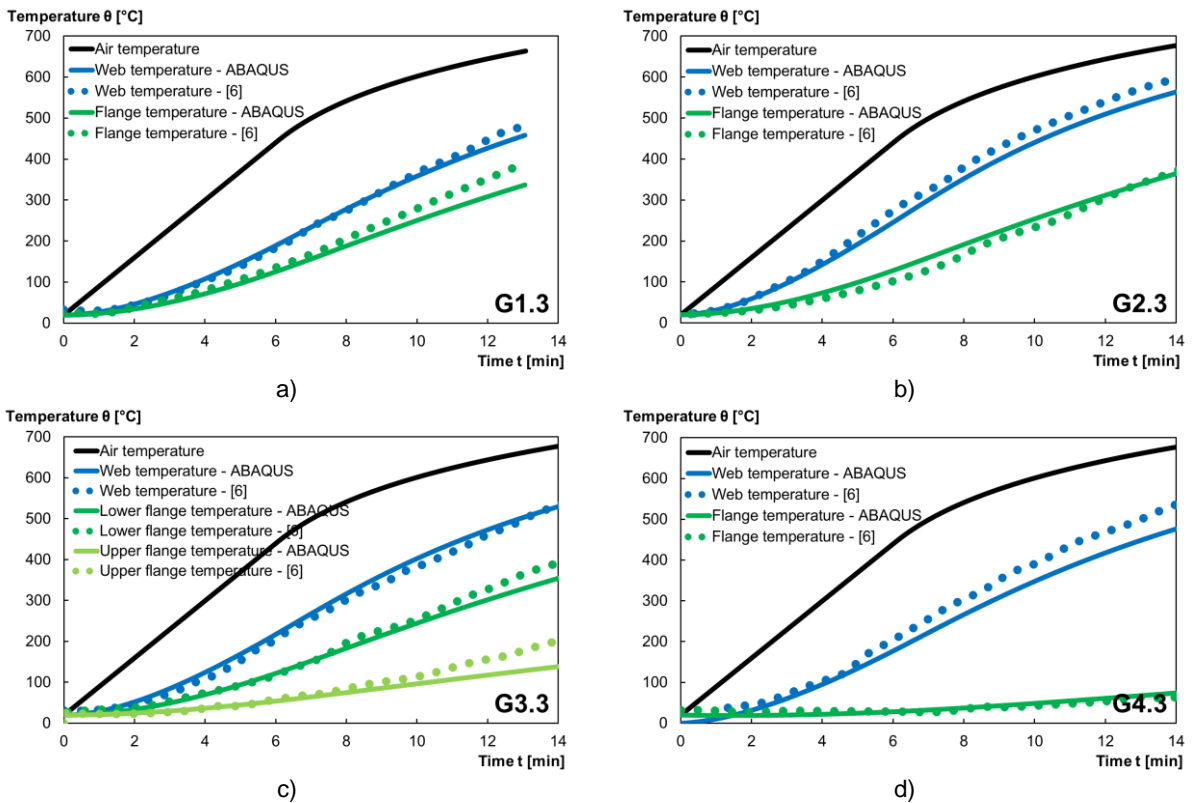 Temperature θ [°C]
700
600
500
400
300
200
100
0
Air temperature
Web temperature - ABAQUS
Web temperature - [6]
Flange temperature - ABAQUS
Flange temperature - [6]
G1.3
0 2 4 6 8 10 12 14
Time t [min]
a)
Temperature θ [°C]
700
600
500
400
300
200
100
0
Air temperature
Web temperature - ABAQUS
Web temperature - [6]
Flange temperature - ABAQUS
Flange temperature - [6]
G2.3
0 2 4 6 8 10 12 14
Time t [min]
b)
Temperature θ [°C]
700
600
500
400
300
200
100
0
Air temperature
Web temperature - ABAQUS
Web temperature - [6]
Lower flange temperature - ABAQUS
Lower flange temperature - [6]
Upper flange temperature - ABAQUS
Upper flange temperature - [6]
G3.3
0 2 4 6 8 10 12 14
Time t [min]
c)
Temperature θ [°C]
700
600
500
400
300
200
100
0
Air temperature
Web temperature - ABAQUS
Web temperature - [6]
Flange temperature - ABAQUS
Flange temperature - [6]
G4.3
0 2 4 6 8 10 12 14
Time t [min]
d)